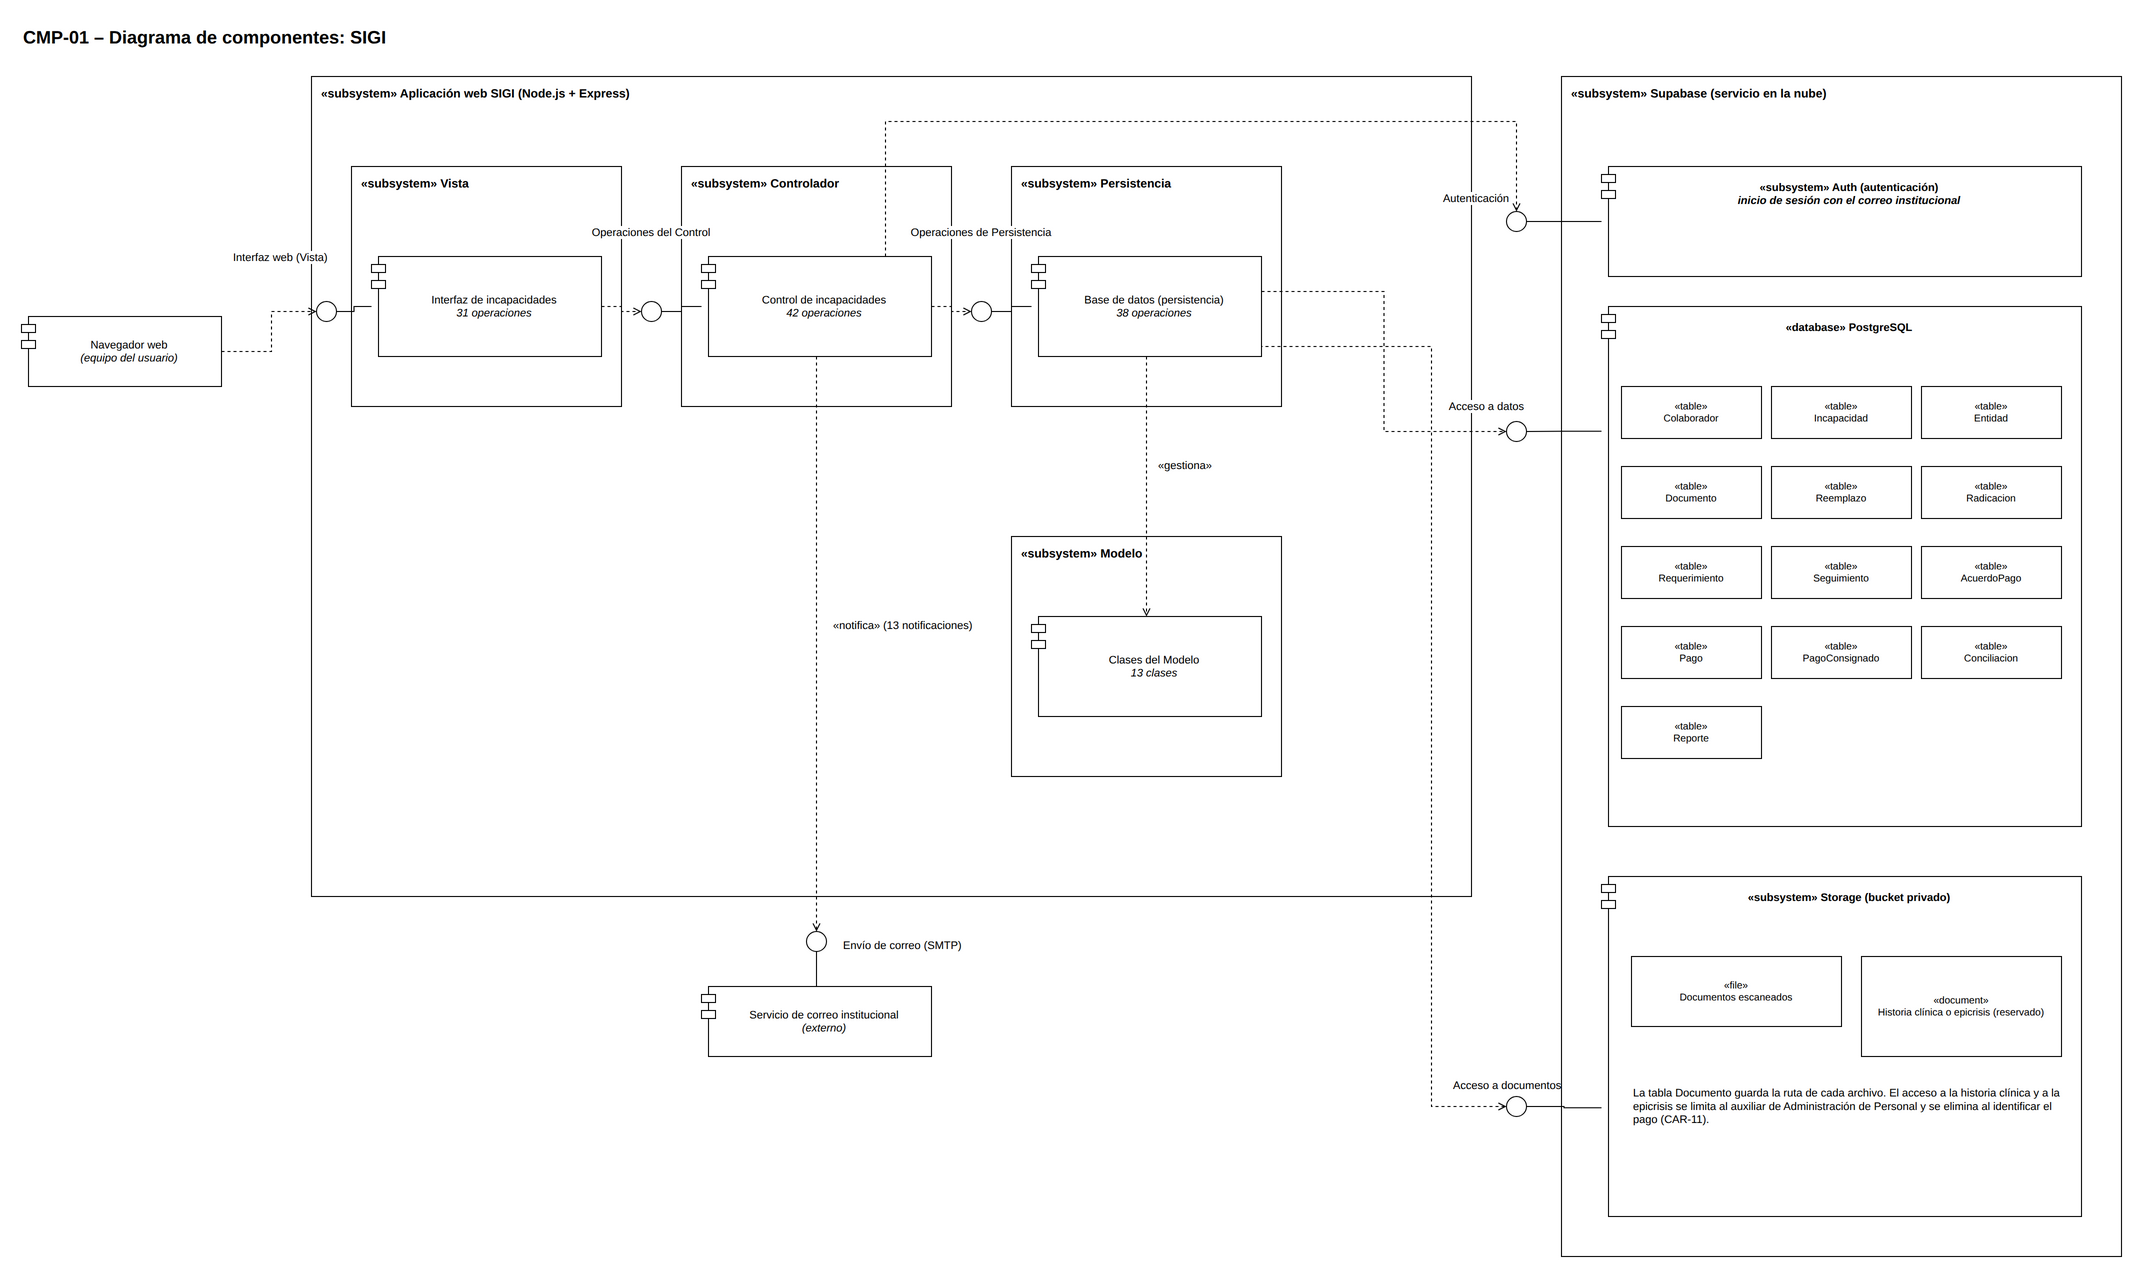 CMP-01 – Diagrama de componentes: SIGI
«subsystem» Aplicación web SIGI (Node.js + Express)
«subsystem» Supabase (servicio en la nube)
«subsystem» Vista
«subsystem» Controlador
«subsystem» Persistencia
Interfaz web (Vista)
Operaciones del Control
Operaciones de Persistencia
Autenticación
Navegador web
(equipo del usuario)
Interfaz de incapacidades
31 operaciones
Control de incapacidades
42 operaciones
Base de datos (persistencia)
38 operaciones
«subsystem» Auth (autenticación)
inicio de sesión con el correo institucional
Acceso a datos
«gestiona»
«subsystem» Modelo
Clases del Modelo
13 clases
«notifica» (13 notificaciones)
«database» PostgreSQL
«table»
Colaborador
«table»
Incapacidad
«table»
Entidad
«table»
Documento
«table»
Reemplazo
«table»
Radicacion
«table»
Requerimiento
«table»
Seguimiento
«table»
AcuerdoPago
«table»
Pago
«table»
PagoConsignado
«table»
Conciliacion
«table»
Reporte
Envío de correo (SMTP)
Servicio de correo institucional
(externo)
«subsystem» Storage (bucket privado)
«file»
Documentos escaneados
«document»
Historia clínica o epicrisis (reservado)
Acceso a documentos
La tabla Documento guarda la ruta de cada archivo. El acceso a la historia clínica y a la
epicrisis se limita al auxiliar de Administración de Personal y se elimina al identificar el
pago (CAR-11).